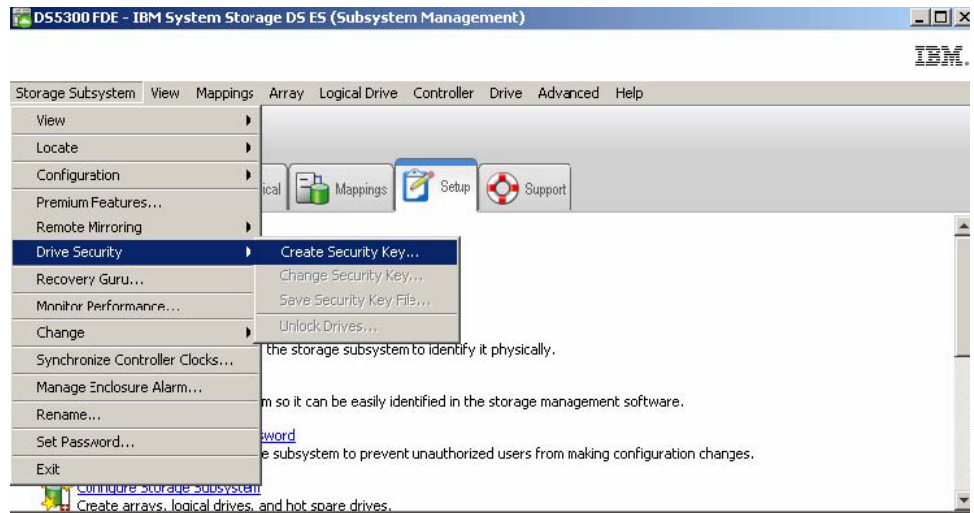 DS5300 FDE - IBM System Storage DS ES (Subsystem Management)
IBM.
Storage Subsystem View Mappings Array Logical Drive Controller Drive Advanced Help
View
Locate
Configuration
Premium Features...
Remote Mirroring
Drive Security
Recovery Guru...
Monitor Performance...
Change
Synchronize Controller Clocks...
Manage Enclosure Alarm...
Rename...
Set Password...
Exit
Create Security Key...
Change Security Key...
Save Security Key File...
Unlock Drives...
ical Mappings Setup Support
the storage subsystem to identify it physically.
m so it can be easily identified in the storage management software.
sword
e subsystem to prevent unauthorized users from making configuration changes.
Configure Storage Subsystem
Create arrays, logical drives, and hot spare drives.